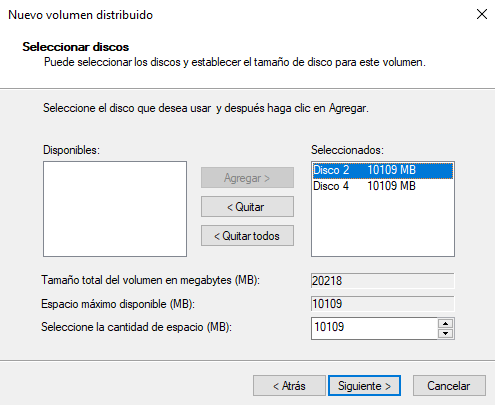 Nuevo volumen distribuido
Seleccionar discos
Puede seleccionar los discos y establecer el tamaño de disco para este volumen.
Seleccione el disco que desea usar y después haga clic en Agregar.
Disponibles:
Seleccionados:
Agregar >
< Quitar
< Quitar todos
Disco 2 10109 MB
Disco 4 10109 MB
Tamaño total del volumen en megabytes (MB): 20218
Espacio máximo disponible (MB): 10109
Seleccione la cantidad de espacio (MB): 10109
< Atrás Siguiente > Cancelar